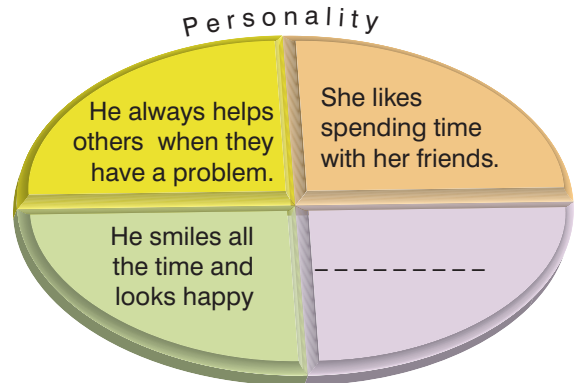 Personality
He always helps
others when they
have a problem.
She likes
spending time
with her friends.
He smiles all
the time and
looks happy
_ _ _ _ _ _ _ _ _